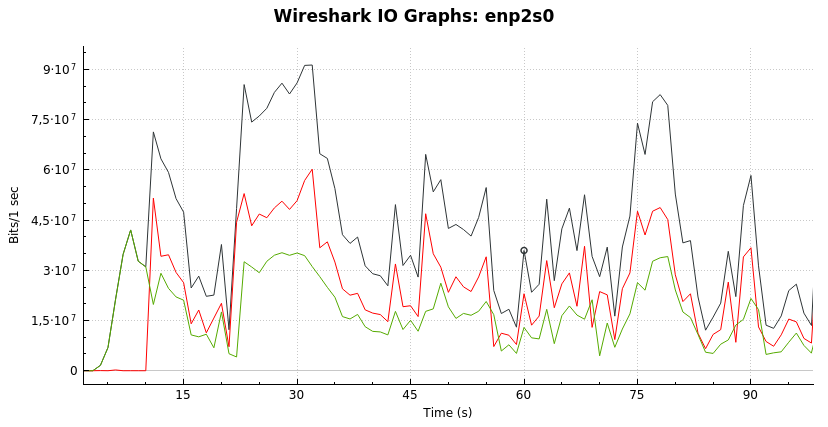 Wireshark IO Graphs: enp2s0
Bits/1 sec
9·10⁷
7,5·10⁷
6·10⁷
4,5·10⁷
3·10⁷
1,5·10⁷
0
15 30 45 60 75 90
Time (s)